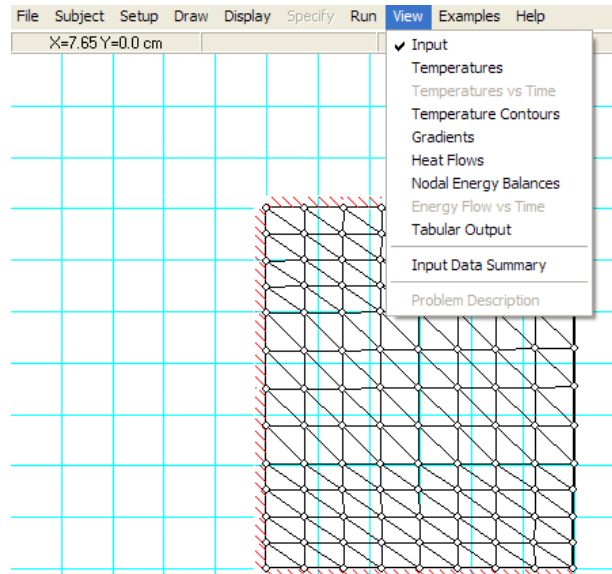 File Subject Setup Draw Display Specify Run View Examples Help
X=7.65 Y=0.0 cm
Input
Temperatures
Temperatures vs Time
Temperature Contours
Gradients
Heat Flows
Nodal Energy Balances
Energy Flow vs Time
Tabular Output
Input Data Summary
Problem Description